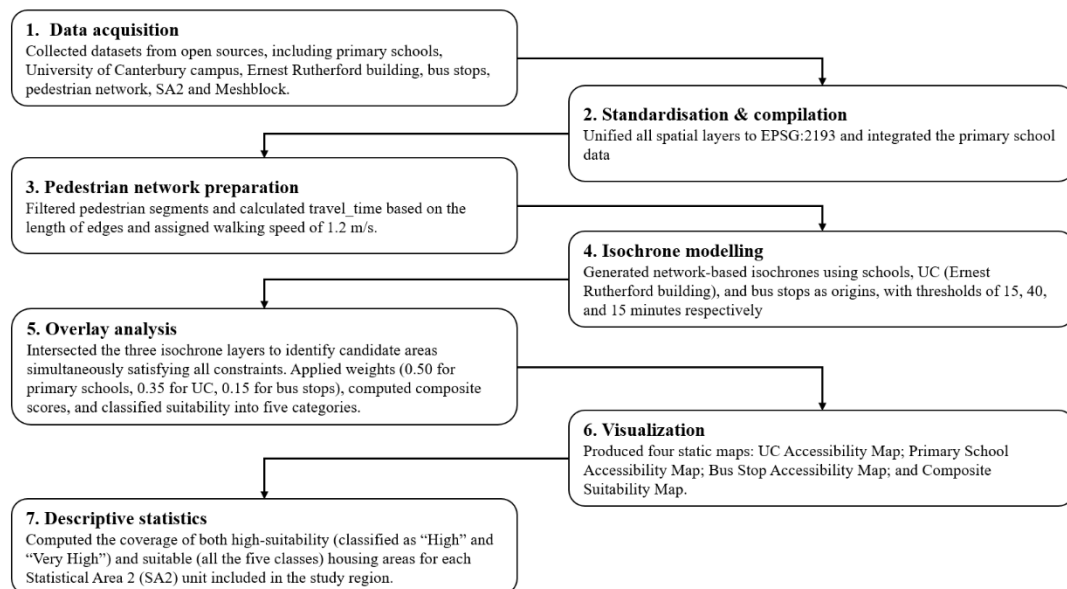 1. Data acquisition
Collected datasets from open sources, including primary schools,
University of Canterbury campus, Ernest Rutherford building, bus stops,
pedestrian network, SA2 and Meshblock.
2. Standardisation & compilation
Unified all spatial layers to EPSG:2193 and integrated the primary school
data
3. Pedestrian network preparation
Filtered pedestrian segments and calculated travel_time based on the
length of edges and assigned walking speed of 1.2 m/s.
4. Isochrone modelling
Generated network-based isochrones using schools, UC (Ernest
Rutherford building), and bus stops as origins, with thresholds of 15, 40,
and 15 minutes respectively
5. Overlay analysis
Intersected the three isochrone layers to identify candidate areas
simultaneously satisfying all constraints. Applied weights (0.50 for
primary schools, 0.35 for UC, 0.15 for bus stops), computed composite
scores, and classified suitability into five categories.
6. Visualization
Produced four static maps: UC Accessibility Map; Primary School
Accessibility Map; Bus Stop Accessibility Map; and Composite
Suitability Map.
7. Descriptive statistics
Computed the coverage of both high-suitability (classified as “High” and
“Very High”) and suitable (all the five classes) housing areas for each
Statistical Area 2 (SA2) unit included in the study region.